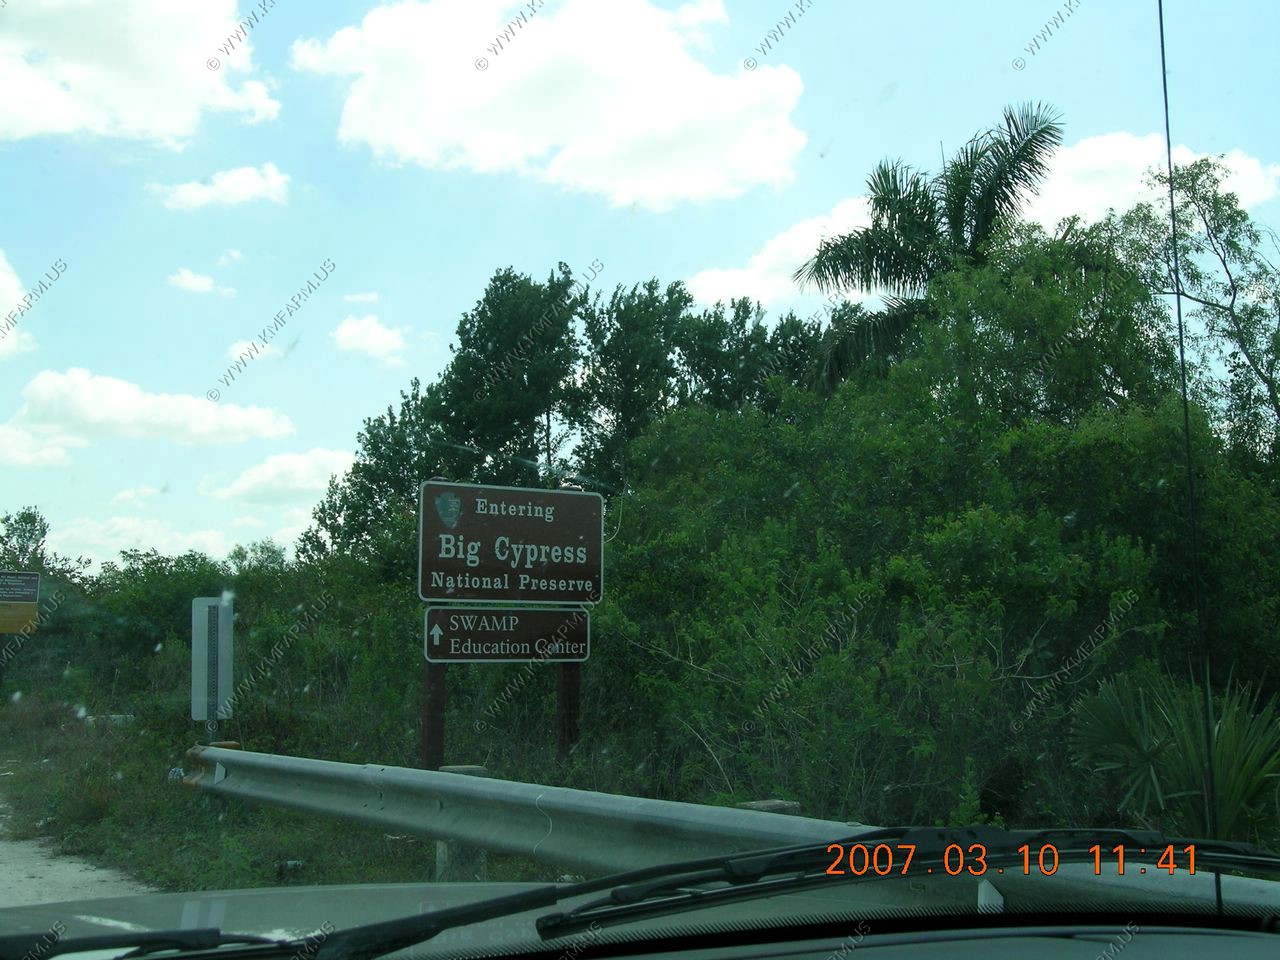 Entering
Big Cypress
National Preserve
SWAMP
Education Center
2007.03.10 11:41
© WWW.KMFARM.US